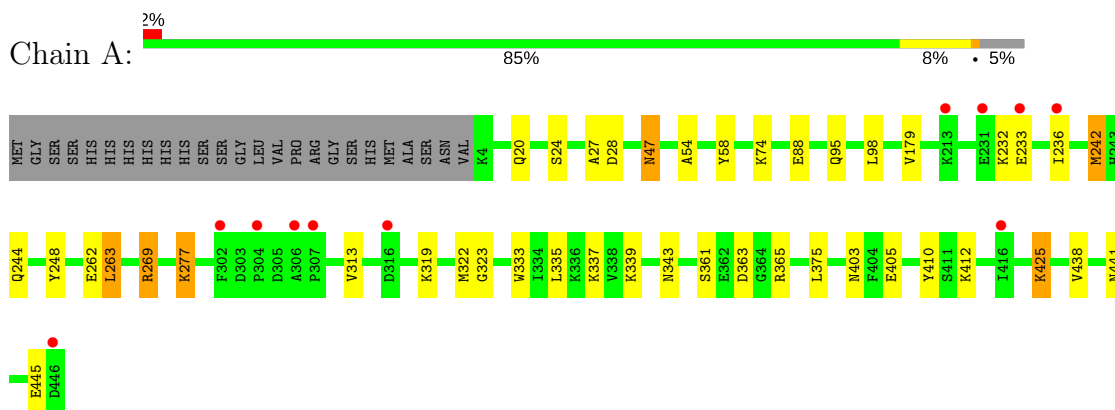 2%
Chain A:
85% 8% • 5%
MET GLY SER SER HIS HIS HIS HIS HIS HIS SER SER GLY LEU VAL PRO ARG GLY SER HIS MET ALA SER ASN VAL K4 Q20 S24 A27 D28 N47 A54 Y58 K74 E88 Q95 L98 V179 K213 E231 K232 E233 I236 M242 H243
Q244 Y248 E262 L263 R269 K277 F302 D303 P304 D305 A306 P307 V313 D316 K319 M322 G323 W333 I334 L335 K336 K337 V338 K339 N343 S361 E362 D363 G364 R365 L375 N403 F404 E405 Y410 S411 K412 I416 K425 V438 N441
E445 D446